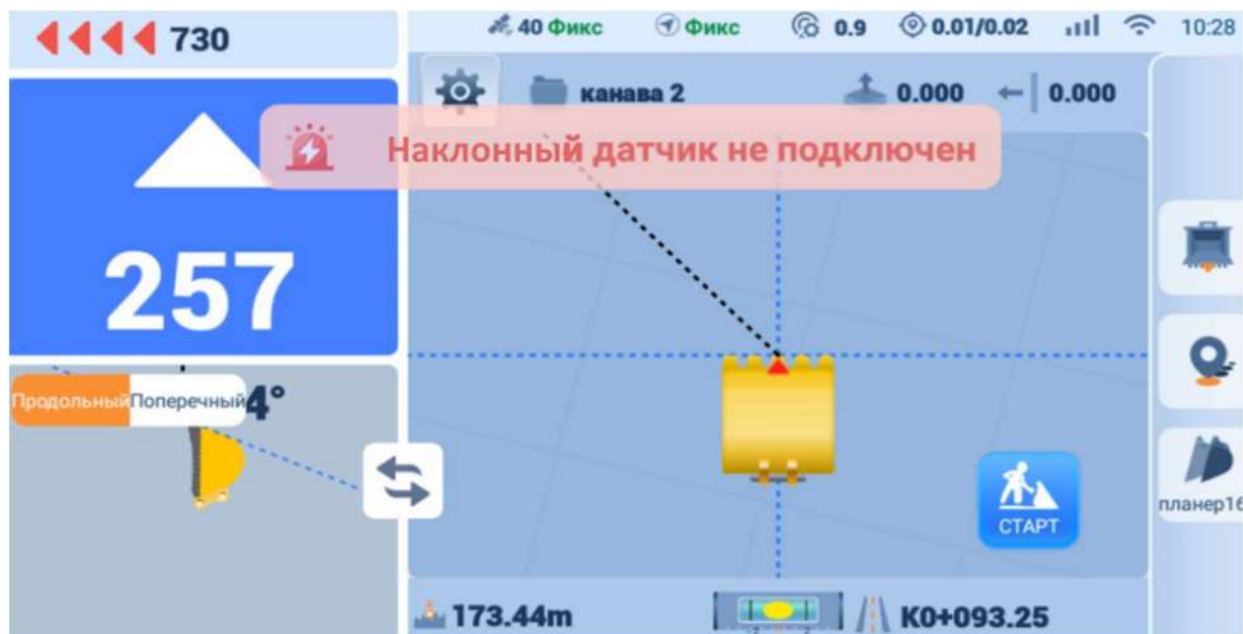 730
40 Фикс
Фикс
0.9
0.01/0.02
10:28
канава 2
0.000
0.000
Наклонный датчик не подключен
257
Продольный
Поперечный
4°
СТАРТ
планер16
173.44m
K0+093.25